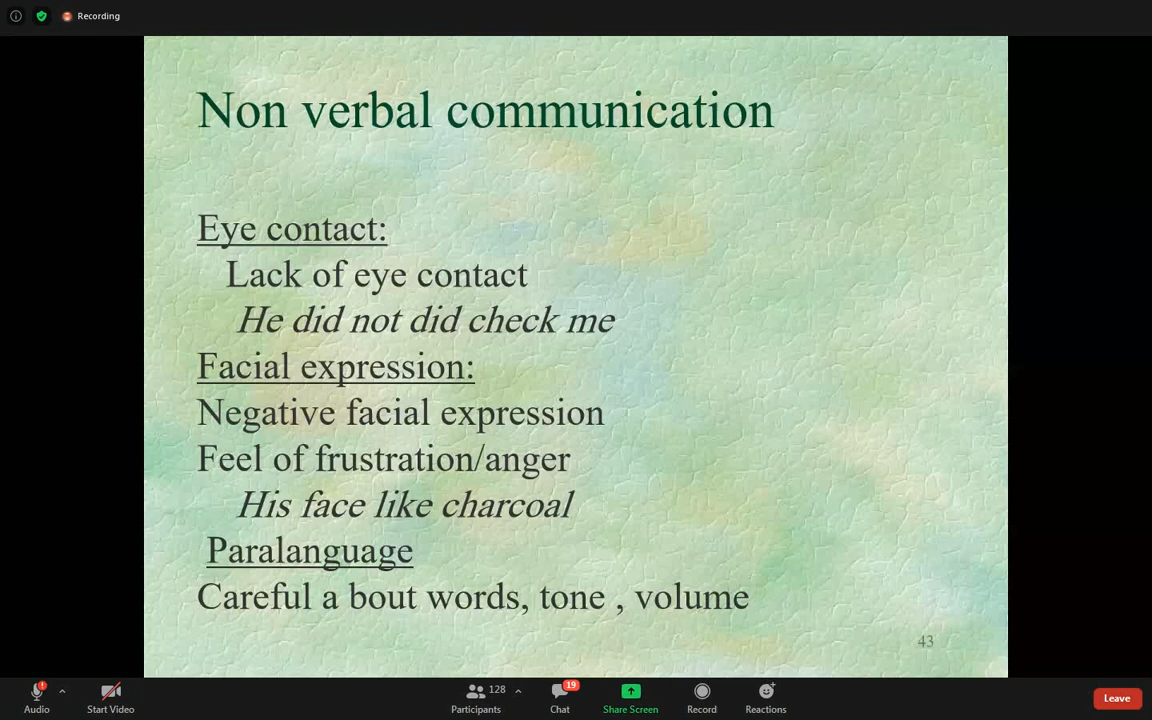 Recording
Non verbal communication
Eye contact:
Lack of eye contact
He did not did check me
Facial expression:
Negative facial expression
Feel of frustration/anger
His face like charcoal
Paralanguage
Careful a bout words, tone , volume
43
Audio
Start Video
128
Participants
19
Chat
Share Screen
Record
Reactions
Leave